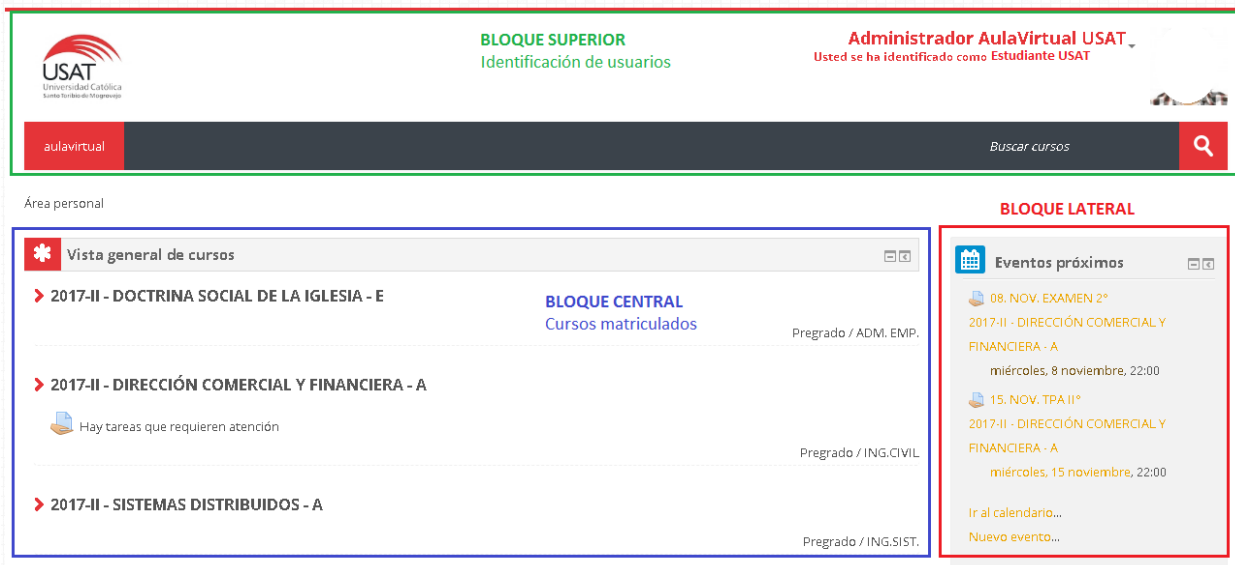 USAT
Universidad Católica
Santo Toribio de Mogrovejo
BLOQUE SUPERIOR
Identificación de usuarios
Administrador AulaVirtual USAT
Usted se ha identificado como Estudiante USAT
aulavirtual
Buscar cursos
Área personal
BLOQUE LATERAL
Vista general de cursos
2017-II - DOCTRINA SOCIAL DE LA IGLESIA - E
BLOQUE CENTRAL
Cursos matriculados
Pregrado / ADM. EMP.
2017-II - DIRECCIÓN COMERCIAL Y FINANCIERA - A
Hay tareas que requieren atención
Pregrado / ING.CIVIL
2017-II - SISTEMAS DISTRIBUIDOS - A
Pregrado / ING.SIST.
Eventos próximos
08. NOV. EXAMEN 2°
2017-II - DIRECCIÓN COMERCIAL Y
FINANCIERA - A
miércoles, 8 noviembre, 22:00
15. NOV. TPA II°
2017-II - DIRECCIÓN COMERCIAL Y
FINANCIERA - A
miércoles, 15 noviembre, 22:00
Ir al calendario...
Nuevo evento...